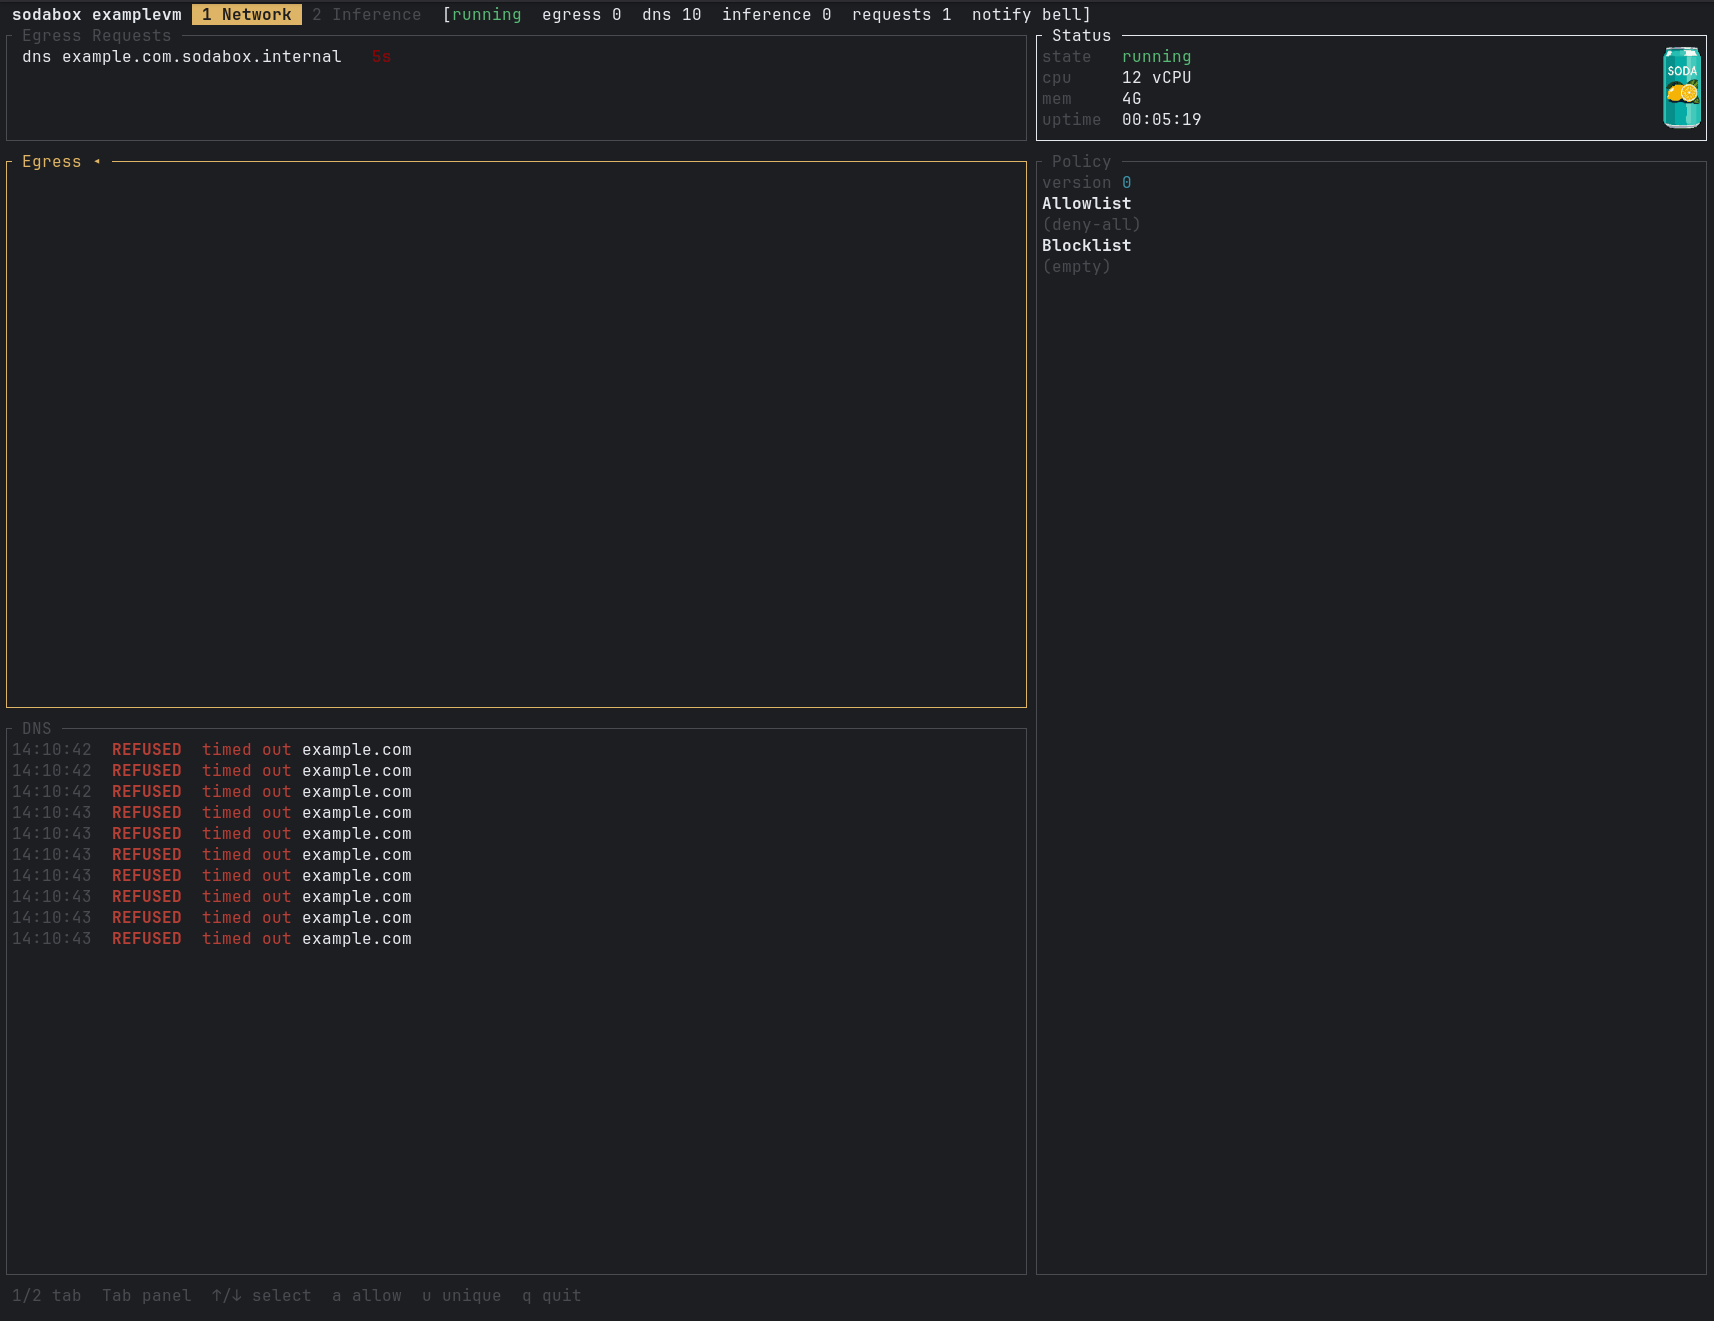 sodabox examplevm 1 Network 2 Inference [running egress 0 dns 10 inference 0 requests 1 notify bell]
Egress Requests
dns example.com.sodabox.internal 5s
Status
state running
cpu 12 vCPU
mem 4G
uptime 00:05:19
SODA
Egress ◂
Policy
version 0
Allowlist
(deny-all)
Blocklist
(empty)
DNS
14:10:42 REFUSED timed out example.com
14:10:42 REFUSED timed out example.com
14:10:42 REFUSED timed out example.com
14:10:43 REFUSED timed out example.com
14:10:43 REFUSED timed out example.com
14:10:43 REFUSED timed out example.com
14:10:43 REFUSED timed out example.com
14:10:43 REFUSED timed out example.com
14:10:43 REFUSED timed out example.com
14:10:43 REFUSED timed out example.com
1/2 tab Tab panel ↑/↓ select a allow u unique q quit